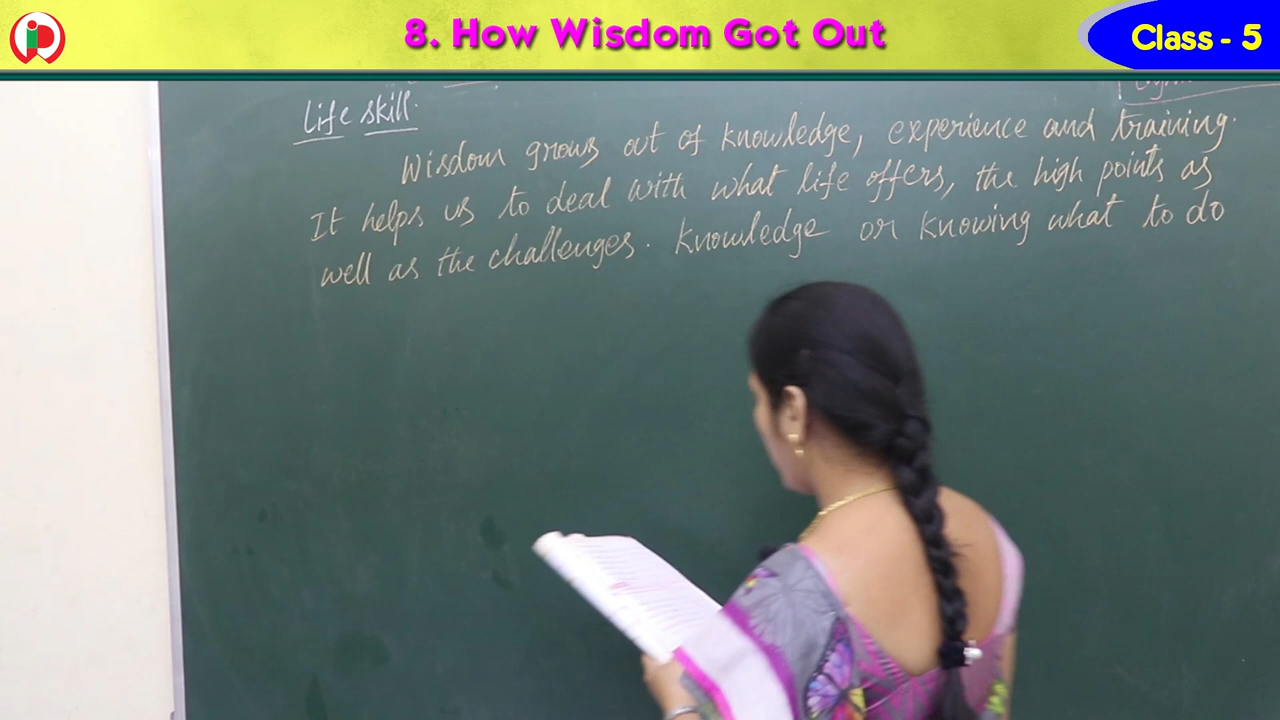 8. How Wisdom Got Out
Class - 5
Life skill.
Wisdom grows out of knowledge, experience and training.
It helps us to deal with what life offers, the high points as
well as the challenges. Knowledge or knowing what to do